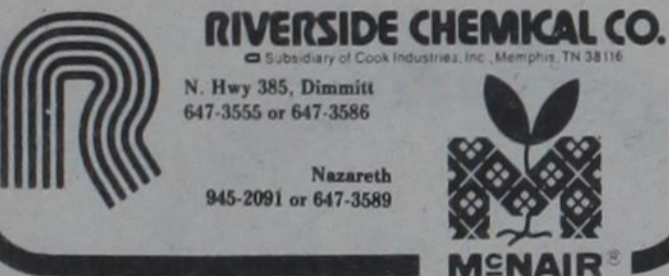 RIVERSIDE CHEMICAL CO.
Subsidiary of Cook Industries, Inc., Memphis, TN 38116
N. Hwy 385, Dimmitt
647-3555 or 647-3586
Nazareth
945-2091 or 647-3589
McNAIR®